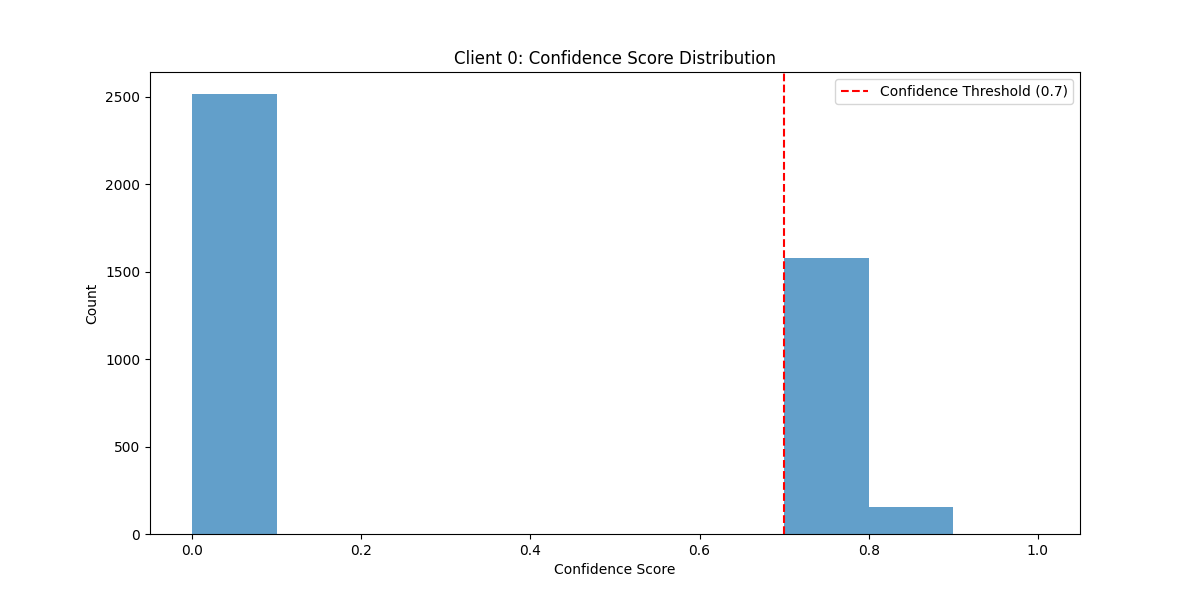 Client 0: Confidence Score Distribution
Confidence Threshold (0.7)
2500
2000
1500
1000
500
0
Count
0.0 0.2 0.4 0.6 0.8 1.0
Confidence Score